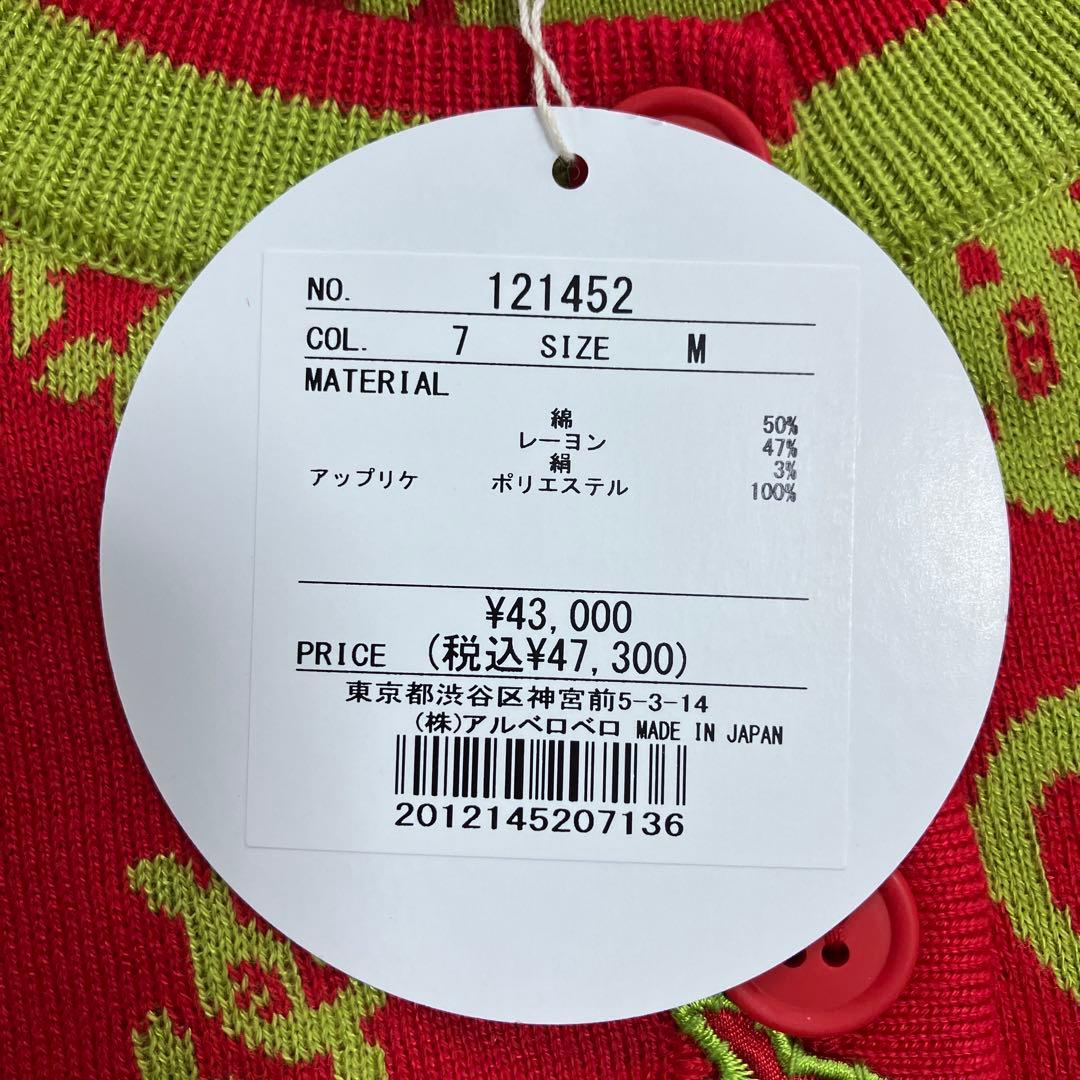 NO. 121452
COL. 7 SIZE M
MATERIAL
綿 50%
レーヨン 47%
絹 3%
アップリケ ポリエステル 100%
¥43,000
PRICE (税込¥47,300)
東京都渋谷区神宮前5-3-14
(株)アルベロベロ MADE IN JAPAN
2012145207136